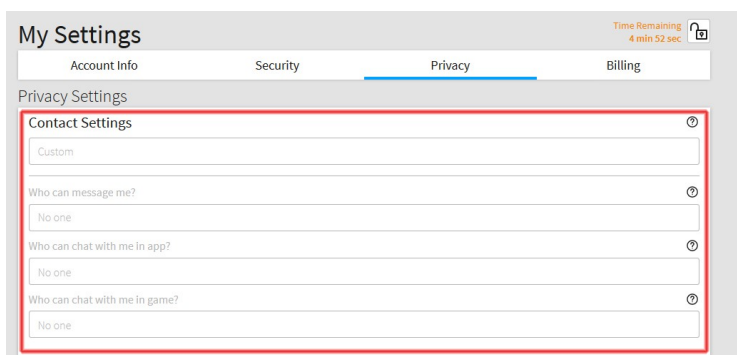 My Settings
Time Remaining
4 min 52 sec
Account Info Security Privacy Billing
Privacy Settings
Contact Settings
Custom
Who can message me?
No one
Who can chat with me in app?
No one
Who can chat with me in game?
No one